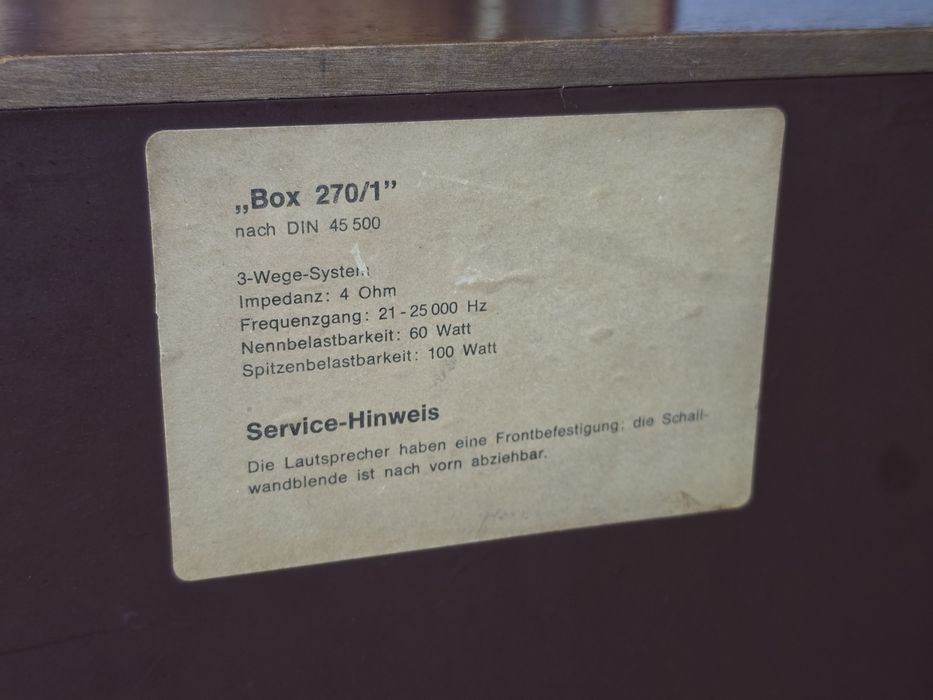 „Box 270/1”
nach DIN 45 500
3-Wege-System
Impedanz: 4 Ohm
Frequenzgang: 21 - 25 000 Hz
Nennbelastbarkeit: 60 Watt
Spitzenbelastbarkeit: 100 Watt
Service-Hinweis
Die Lautsprecher haben eine Frontbefestigung; die Schall-
wandblende ist nach vorn abziehbar.